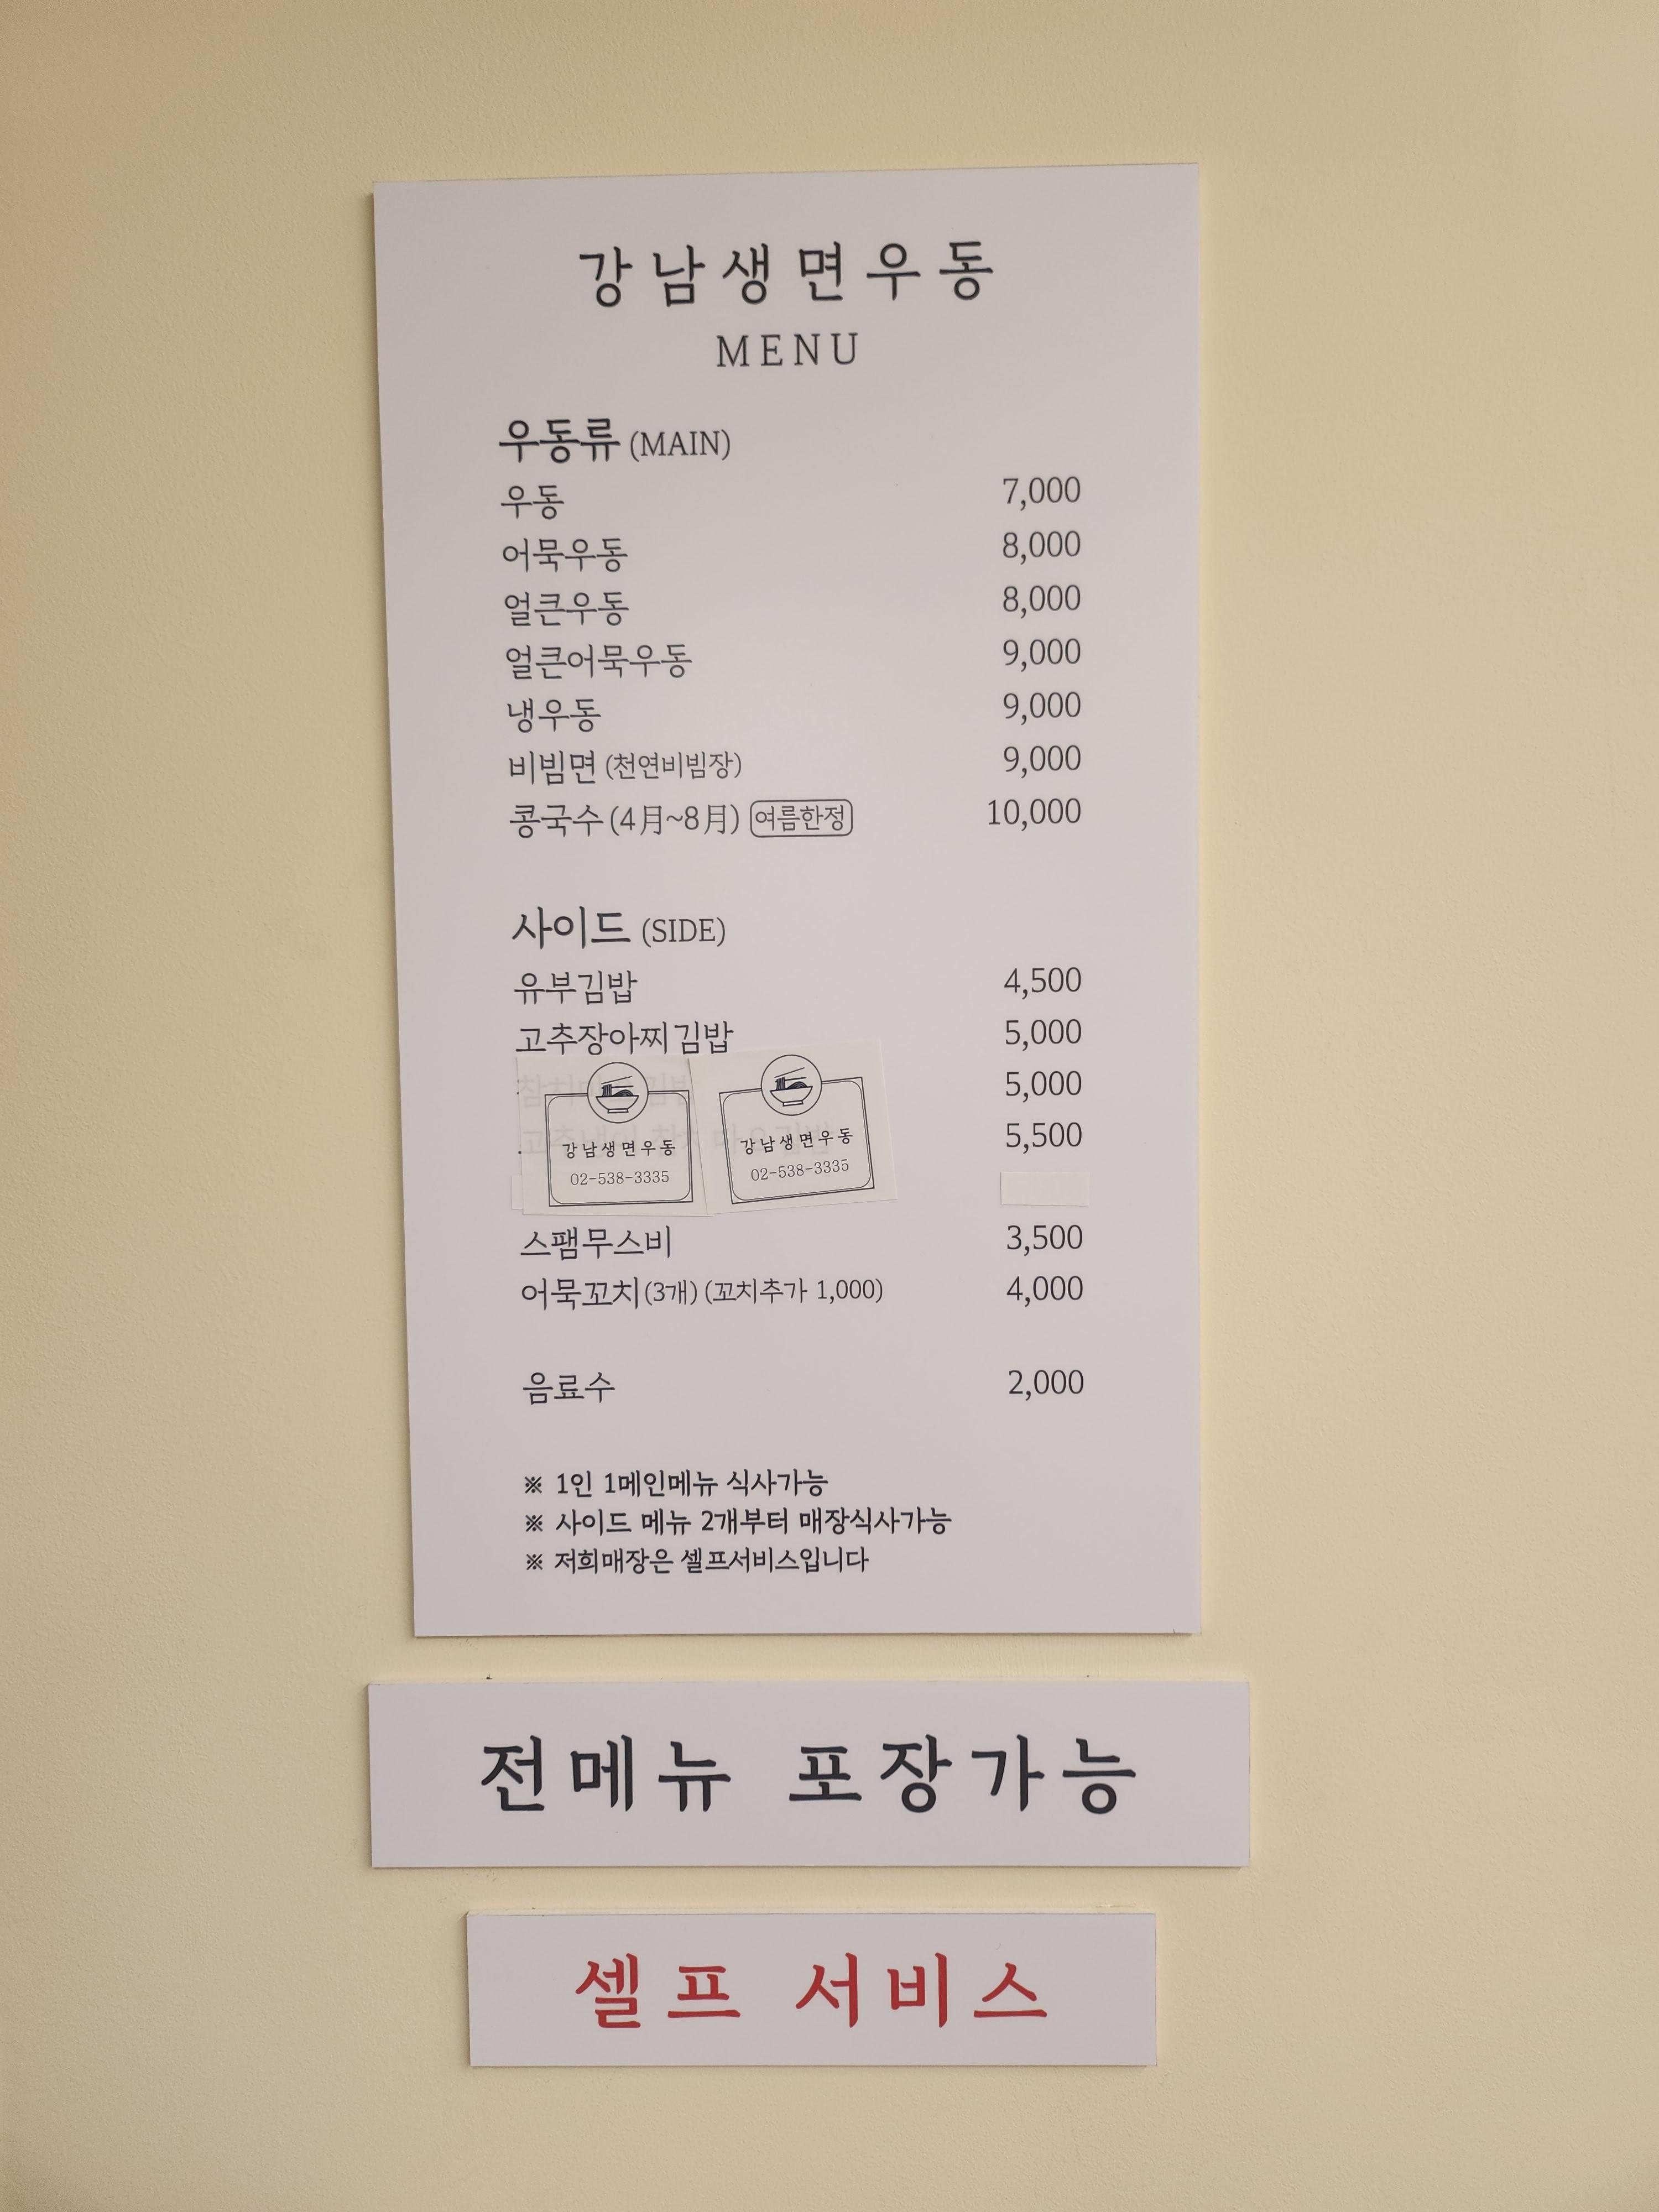 강남생면우동
MENU
우동류 (MAIN)
우동 7,000
어묵우동 8,000
얼큰우동 8,000
얼큰어묵우동 9,000
냉우동 9,000
비빔면 (천연비빔장) 9,000
콩국수 (4月~8月) 여름한정 10,000
사이드 (SIDE)
유부김밥 4,500
고추장아찌김밥 5,000
5,000
5,500
강남생면우동
02-538-3335
강남생면우동
02-538-3335
스팸무스비 3,500
어묵꼬치(3개) (꼬치추가 1,000) 4,000
음료수 2,000
※ 1인 1메인메뉴 식사가능
※ 사이드 메뉴 2개부터 매장식사가능
※ 저희매장은 셀프서비스입니다
전메뉴 포장가능
셀프 서비스